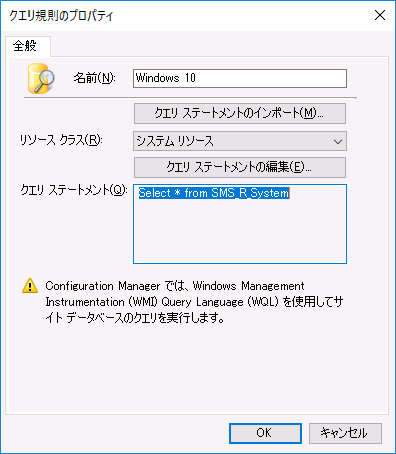 クエリ規則のプロパティ
全般
名前(N): Windows 10
クエリ ステートメントのインポート(M)...
リソース クラス(R): システム リソース
クエリ ステートメントの編集(E)...
クエリ ステートメント(Q): Select * from SMS_R_System
Configuration Manager では、Windows Management
Instrumentation (WMI) Query Language (WQL) を使用してサ
イト データベースのクエリを実行します。
OK キャンセル